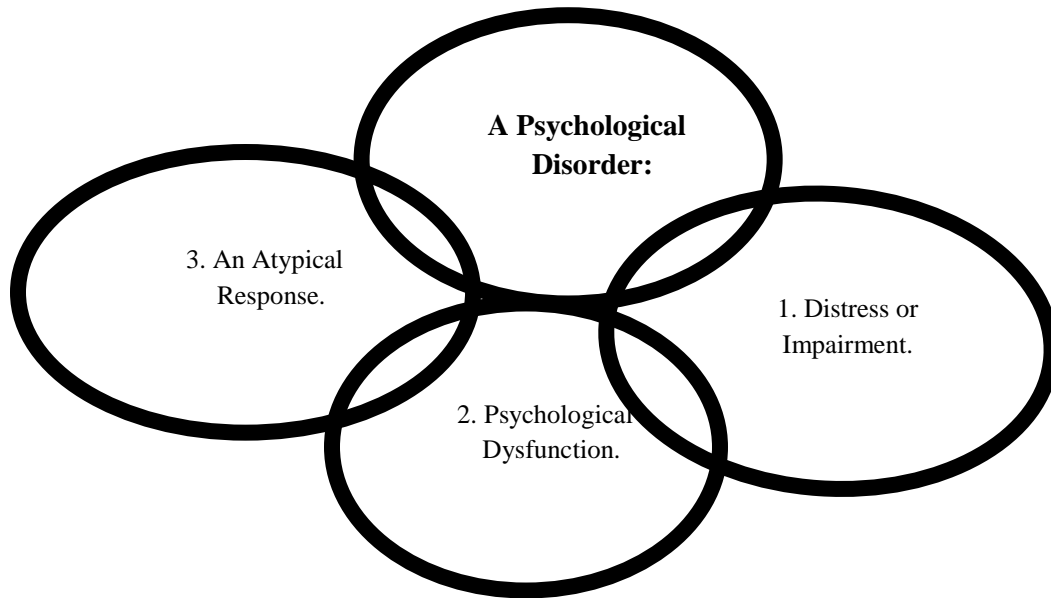 A Psychological
Disorder:
3. An Atypical
Response.
1. Distress or
Impairment.
2. Psychological
Dysfunction.